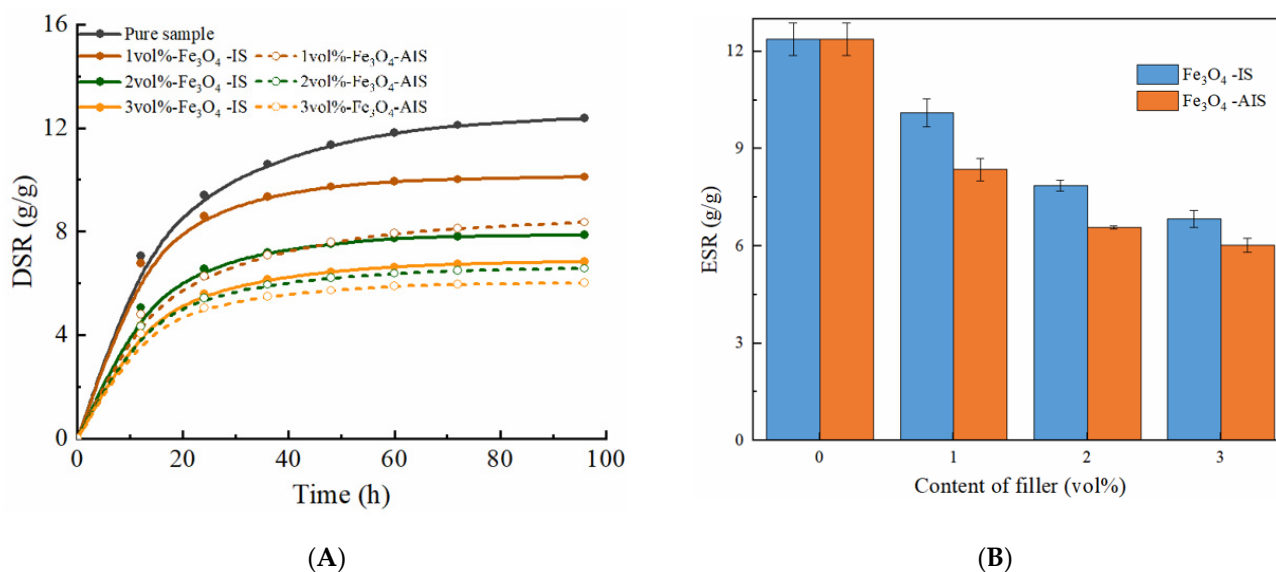 16
12
8
4
0
DSR (g/g)
Pure sample
1vol%-Fe₃O₄ -IS 1vol%-Fe₃O₄-AIS
2vol%-Fe₃O₄ -IS 2vol%-Fe₃O₄-AIS
3vol%-Fe₃O₄ -IS 3vol%-Fe₃O₄-AIS
0 20 40 60 80 100
Time (h)
(A)
12
9
6
3
0
ESR (g/g)
Fe₃O₄ -IS
Fe₃O₄ -AIS
0 1 2 3
Content of filler (vol%)
(B)